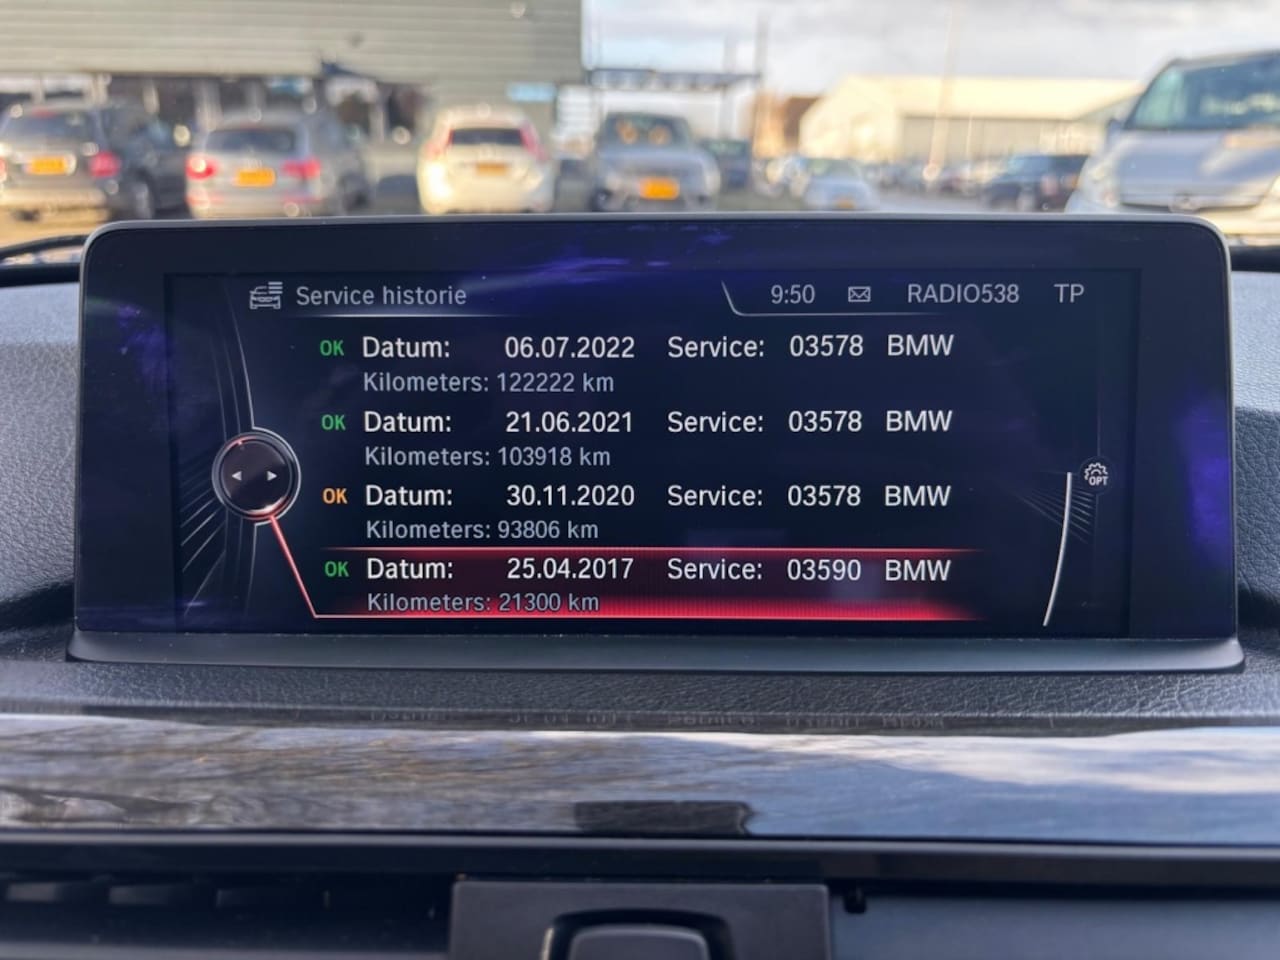 Service historie 9:50 RADIO538 TP
OK Datum: 06.07.2022 Service: 03578 BMW
Kilometers: 122222 km
OK Datum: 21.06.2021 Service: 03578 BMW
Kilometers: 103918 km
OPT
OK Datum: 30.11.2020 Service: 03578 BMW
Kilometers: 93806 km
OK Datum: 25.04.2017 Service: 03590 BMW
Kilometers: 21300 km